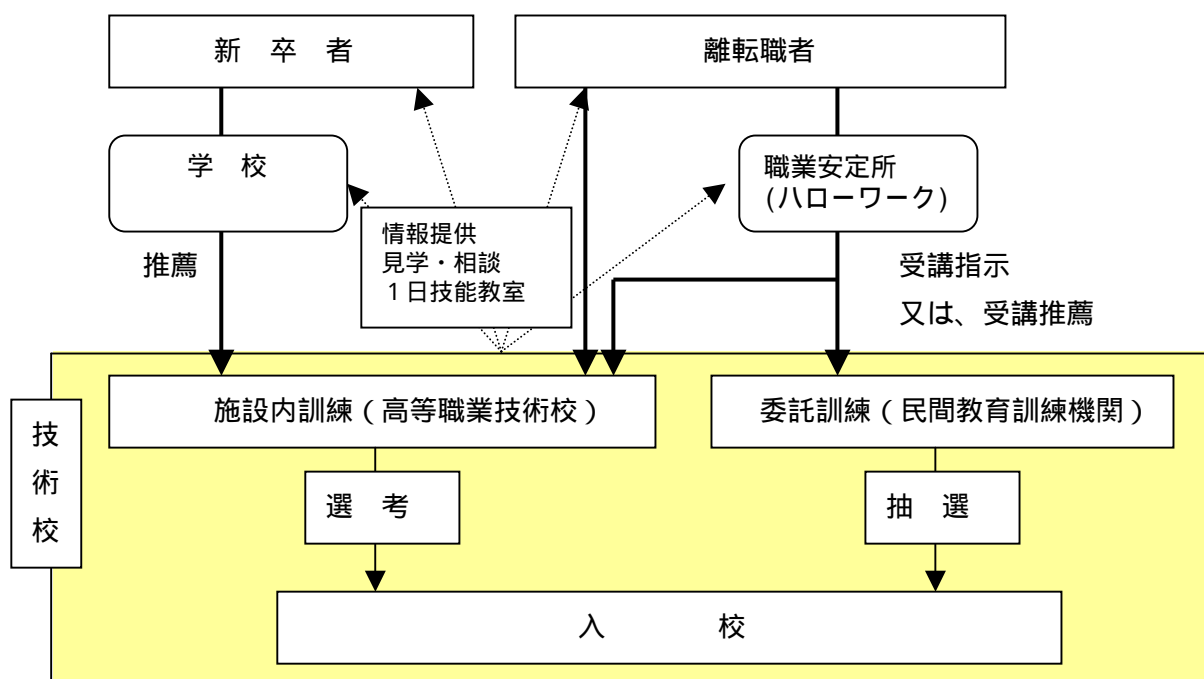 新　卒　者
離転職者
学　校
職業安定所
(ハローワーク)
情報提供
見学・相談
１日技能教室
推薦
受講指示
又は、受講推薦
施設内訓練（高等職業技術校）
委託訓練（民間教育訓練機関）
技術校
選　考
抽　選
入　　　校